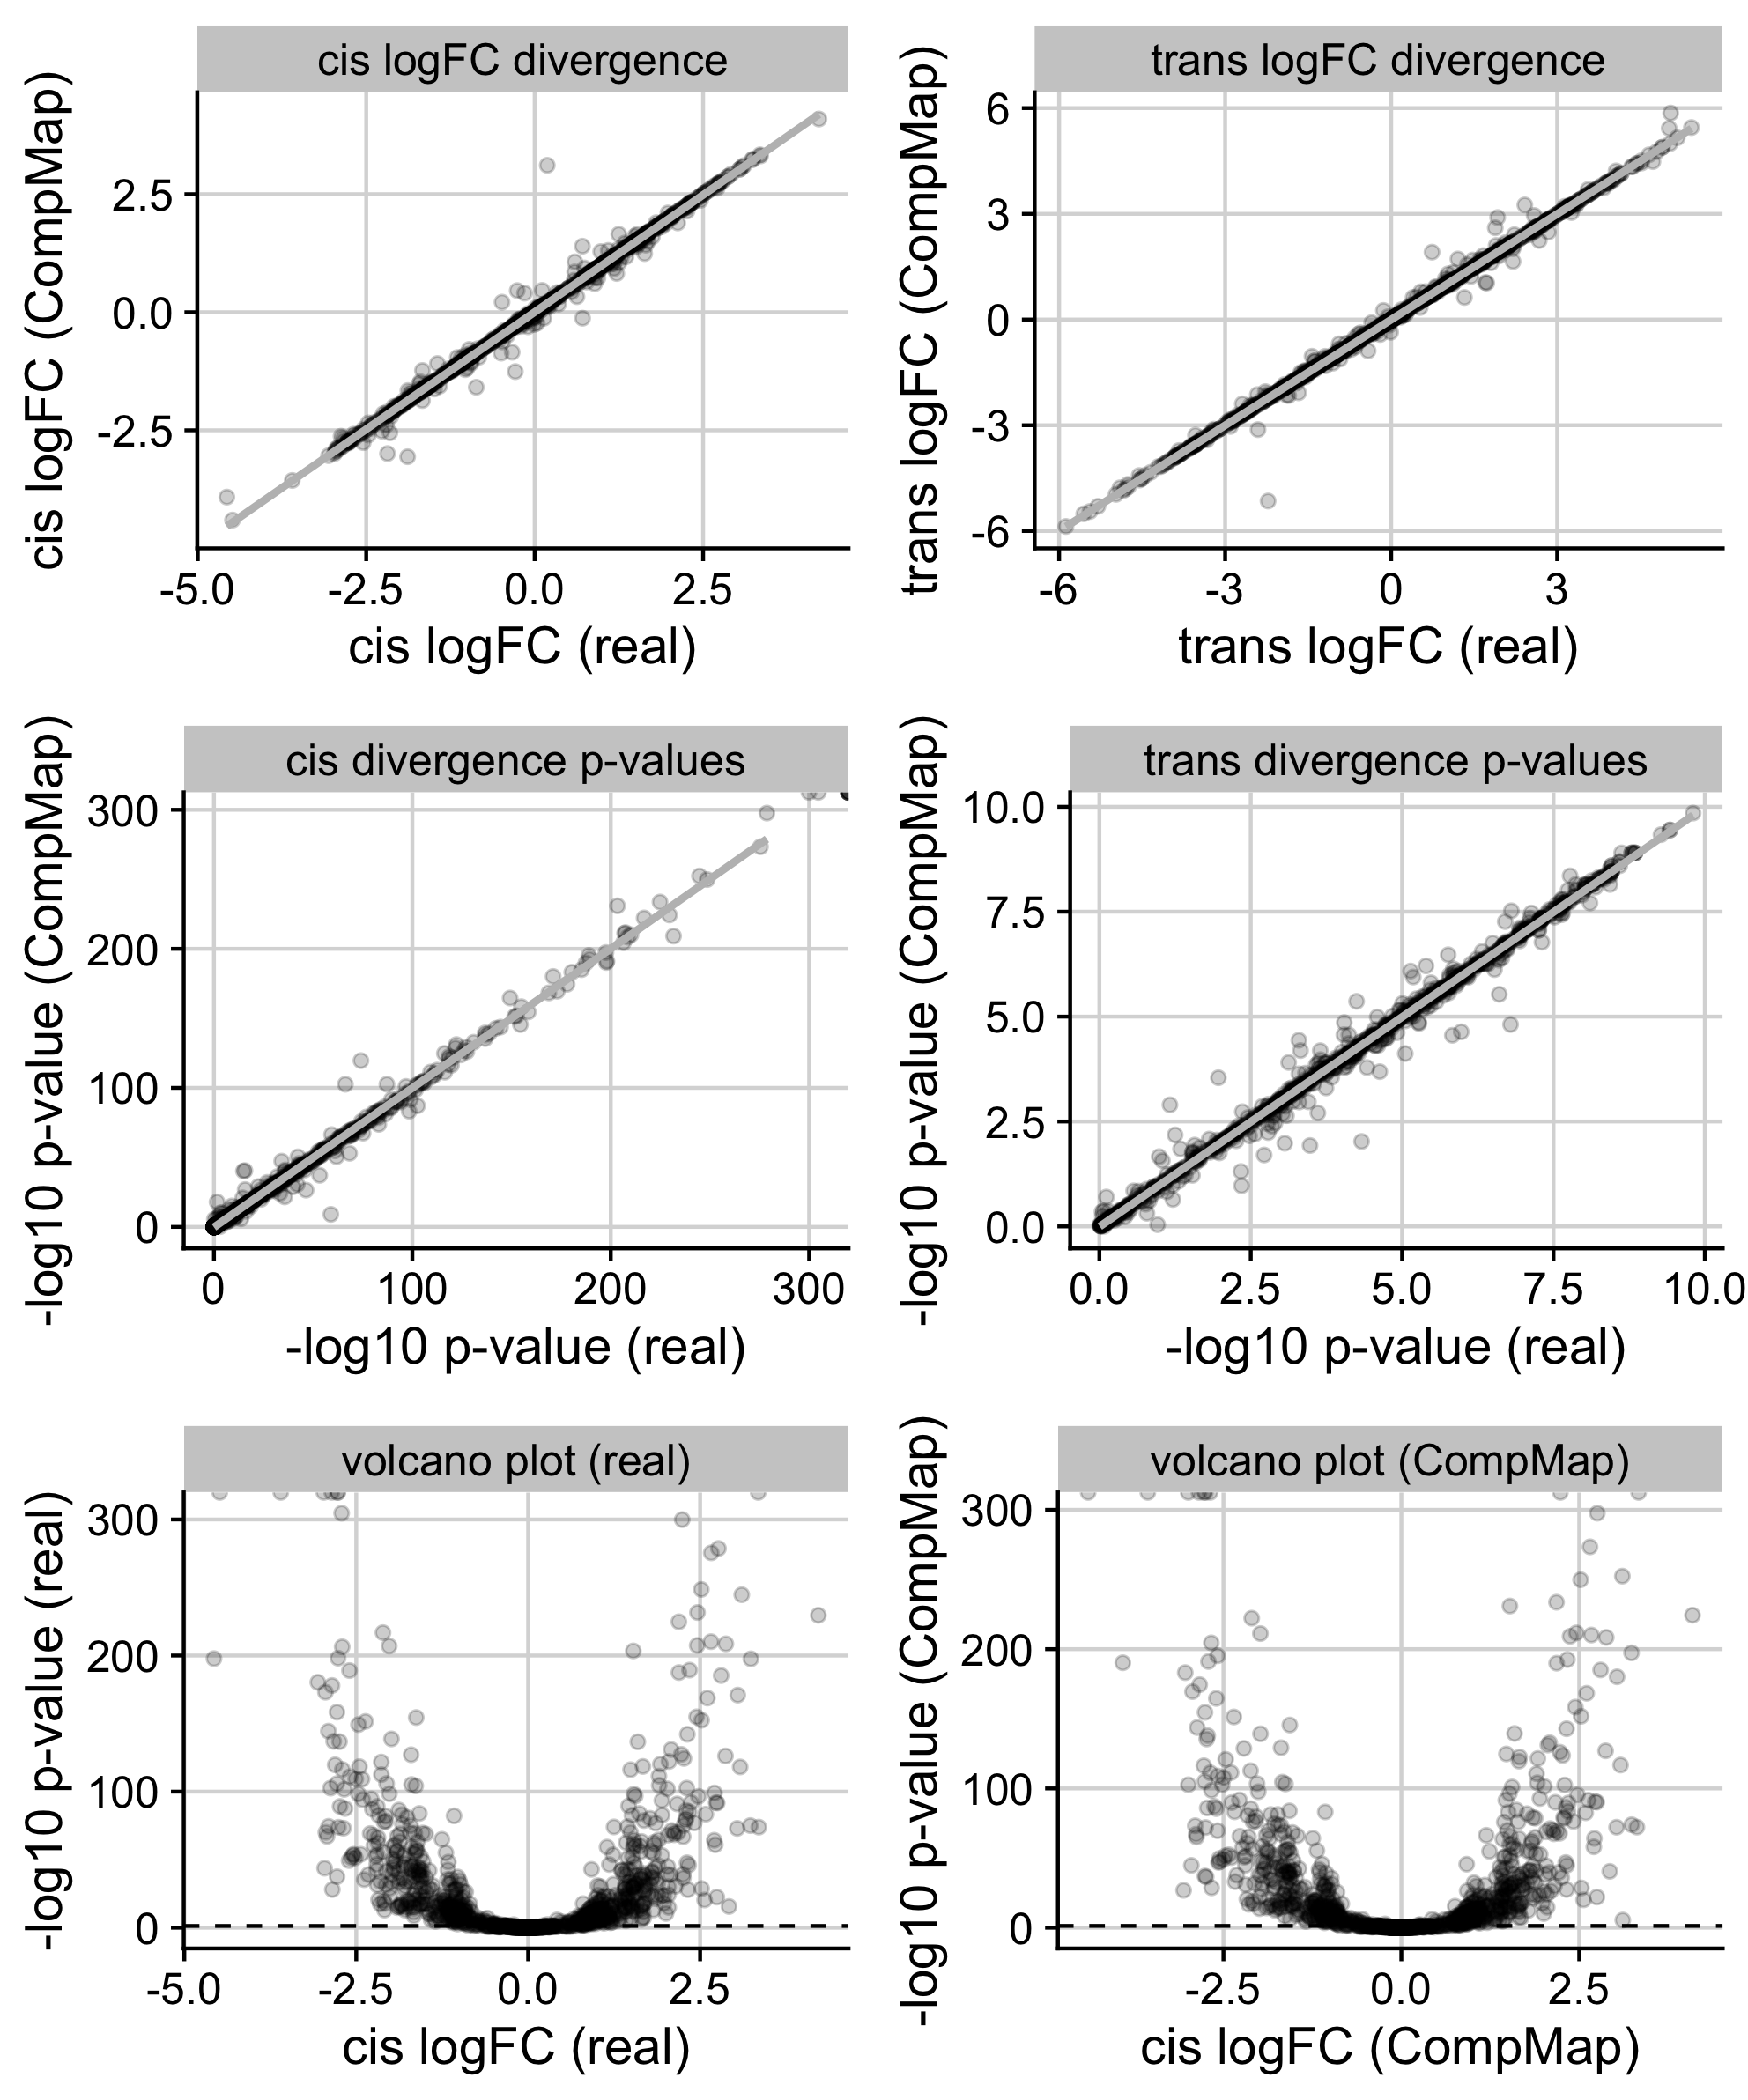 cis logFC divergence
cis logFC (CompMap)
2.5
0.0
-2.5
-5.0 -2.5 0.0 2.5
cis logFC (real)
trans logFC divergence
trans logFC (CompMap)
6
3
0
-3
-6
-6 -3 0 3
trans logFC (real)
cis divergence p-values
-log10 p-value (CompMap)
300
200
100
0
0 100 200 300
-log10 p-value (real)
trans divergence p-values
-log10 p-value (CompMap)
10.0
7.5
5.0
2.5
0.0
0.0 2.5 5.0 7.5 10.0
-log10 p-value (real)
volcano plot (real)
-log10 p-value (real)
300
200
100
0
-5.0 -2.5 0.0 2.5
cis logFC (real)
volcano plot (CompMap)
-log10 p-value (CompMap)
300
200
100
0
-2.5 0.0 2.5
cis logFC (CompMap)